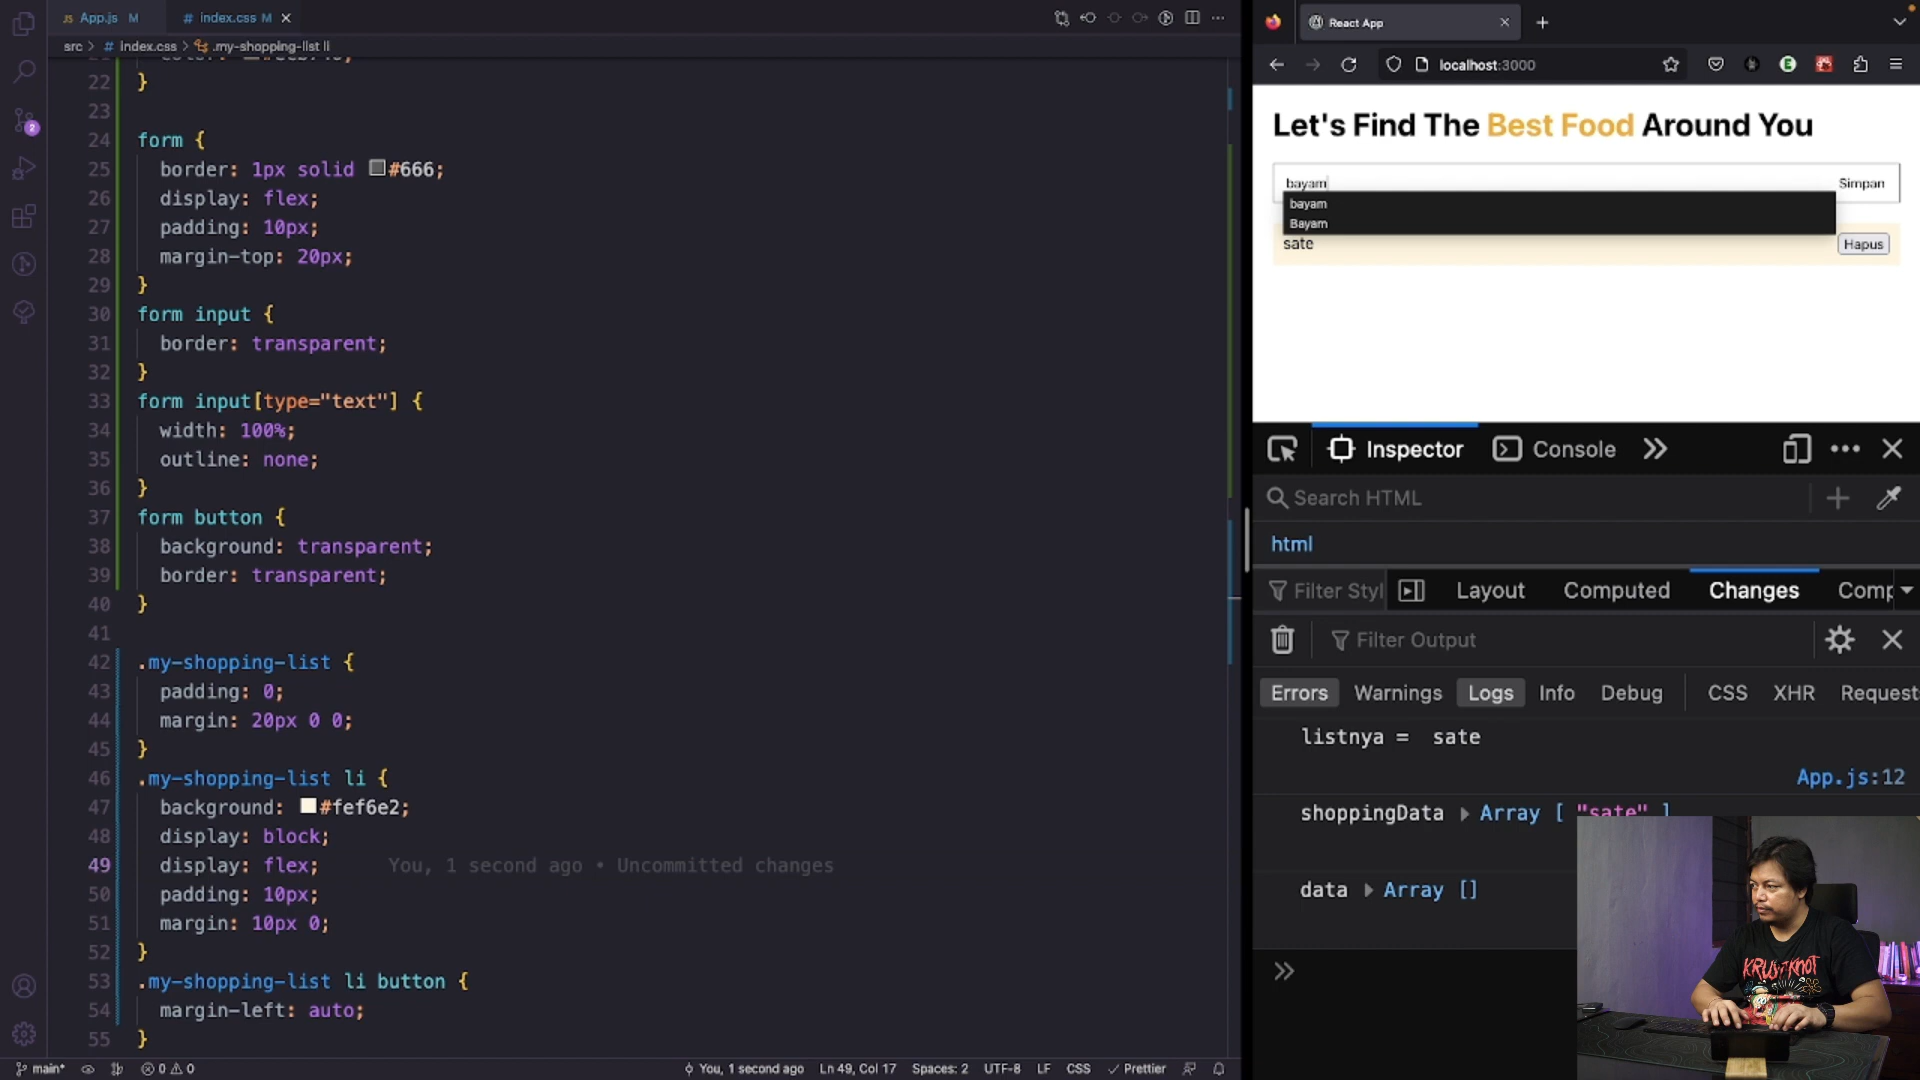 App.js M
# index.css M
src > # index.css > .my-shopping-list li
22 }
23
24 form {
25 border: 1px solid #666;
26 display: flex;
27 padding: 10px;
28 margin-top: 20px;
29 }
30 form input {
31 border: transparent;
32 }
33 form input[type="text"] {
34 width: 100%;
35 outline: none;
36 }
37 form button {
38 background: transparent;
39 border: transparent;
40 }
41
42 .my-shopping-list {
43 padding: 0;
44 margin: 20px 0 0;
45 }
46 .my-shopping-list li {
47 background: #fef6e2;
48 display: block;
49 display: flex; You, 1 second ago • Uncommitted changes
50 padding: 10px;
51 margin: 10px 0;
52 }
53 .my-shopping-list li button {
54 margin-left: auto;
55 }
2
main* 0 0
You, 1 second ago Ln 49, Col 17 Spaces: 2 UTF-8 LF CSS Prettier
React App
localhost:3000
Let's Find The Best Food Around You
bayam Simpan
bayam
Bayam
sate Hapus
Inspector Console
Search HTML
html
Filter Styl Layout Computed Changes Comp
Filter Output
Errors Warnings Logs Info Debug CSS XHR Request
listnya = sate
App.js:12
shoppingData Array [ "sate" ]
data Array []
KRUSTKNOT